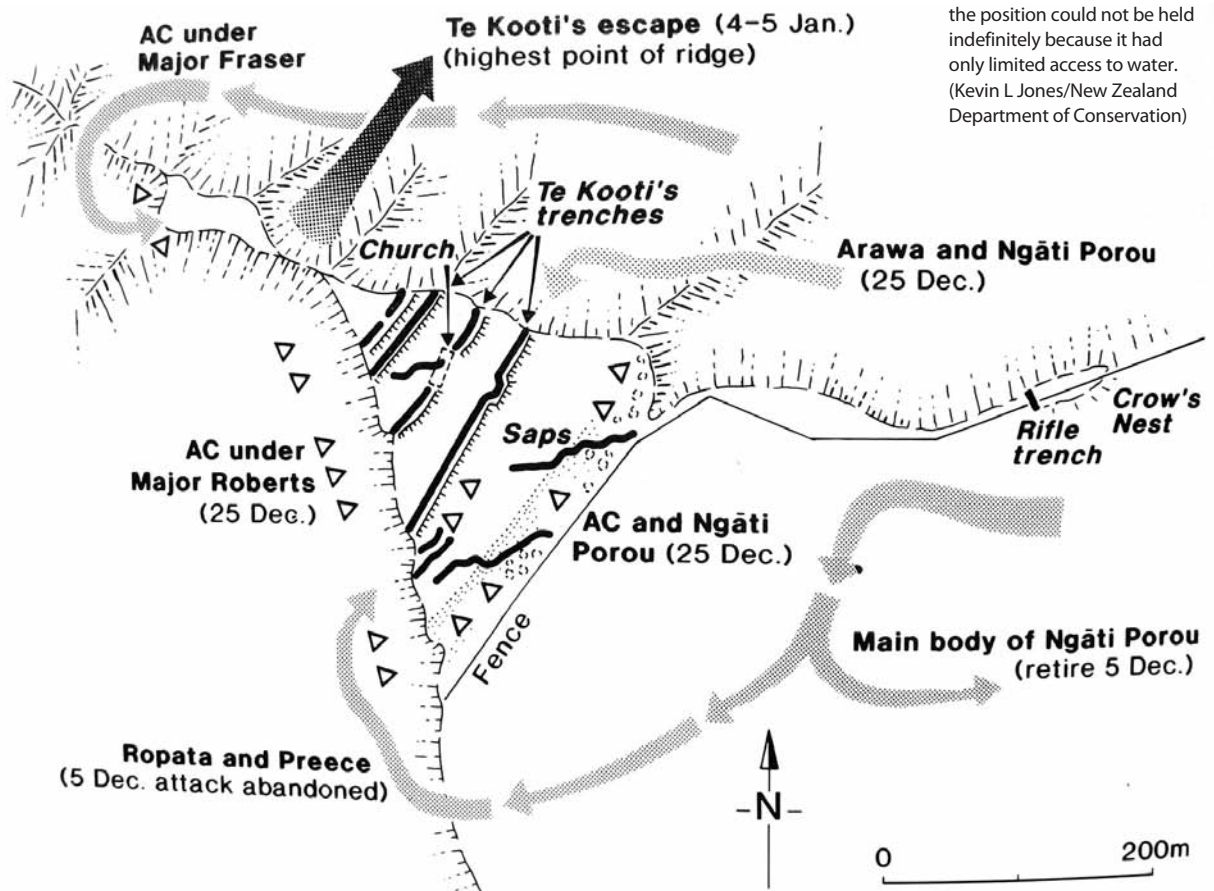 the position could not be held
indefinitely because it had
only limited access to water.
(Kevin L Jones/New Zealand
Department of Conservation)
AC under
Major Fraser
Te Kooti's escape (4–5 Jan.)
(highest point of ridge)
Te Kooti's
trenches
Church
Arawa and Ngāti Porou
(25 Dec.)
Crow's
Nest
Rifle
trench
Saps
AC under
Major Roberts
(25 Dec.)
AC and Ngāti
Porou (25 Dec.)
Fence
Main body of Ngāti Porou
(retire 5 Dec.)
Ropata and Preece
(5 Dec. attack abandoned)
-N-
0 200m